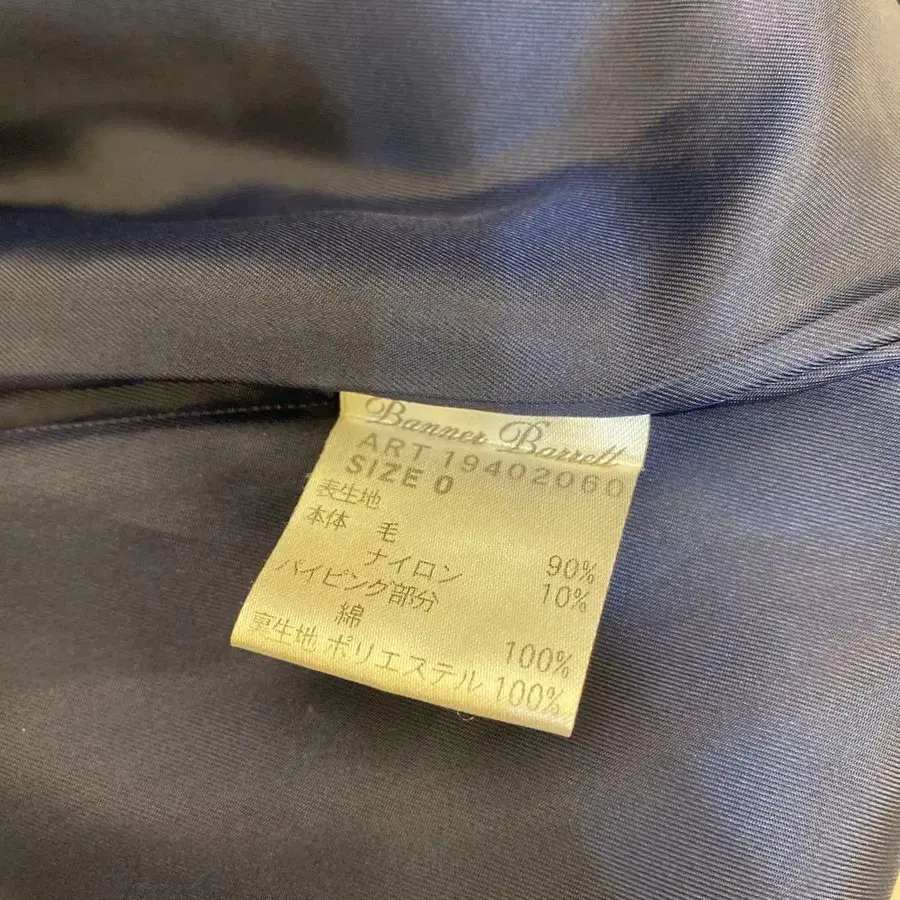 Banner Barrett
ART 19402060
SIZE 0
表生地
本体 毛 90%
ナイロン 10%
パイピング部分
綿 100%
裏生地 ポリエステル 100%